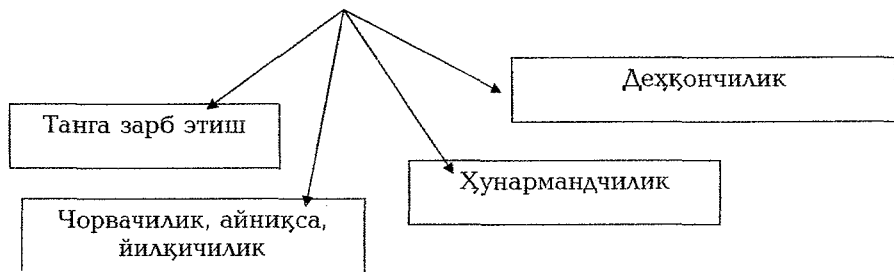 Деҳқончилик
Танга зарб этиш
Ҳунармандчилик
Чорвачилик, айниқса,
йилқичилик